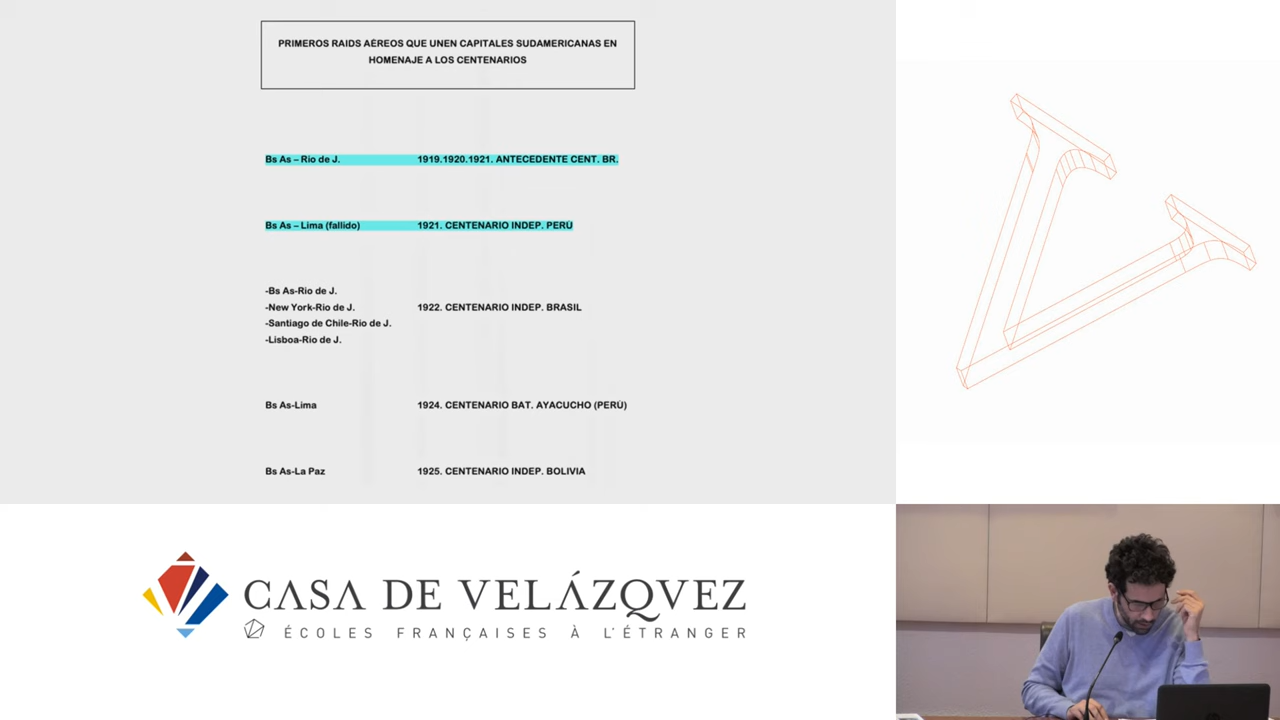 PRIMEROS RAIDS AÉREOS QUE UNEN CAPITALES SUDAMERICANAS EN
HOMENAJE A LOS CENTENARIOS
Bs As – Rio de J. 1919.1920.1921. ANTECEDENTE CENT. BR.
Bs As – Lima (fallido) 1921. CENTENARIO INDEP. PERÚ
-Bs As-Rio de J.
-New York-Rio de J. 1922. CENTENARIO INDEP. BRASIL
-Santiago de Chile-Rio de J.
-Lisboa-Rio de J.
Bs As-Lima 1924. CENTENARIO BAT. AYACUCHO (PERÚ)
Bs As-La Paz 1925. CENTENARIO INDEP. BOLIVIA
CASA DE VELÁZQVEZ
ÉCOLES FRANÇAISES À L'ÉTRANGER